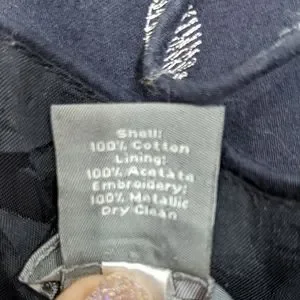 Shell:
100% Cotton
Lining:
100% Acetate
Embroidery:
100% Metallic
Dry Clean